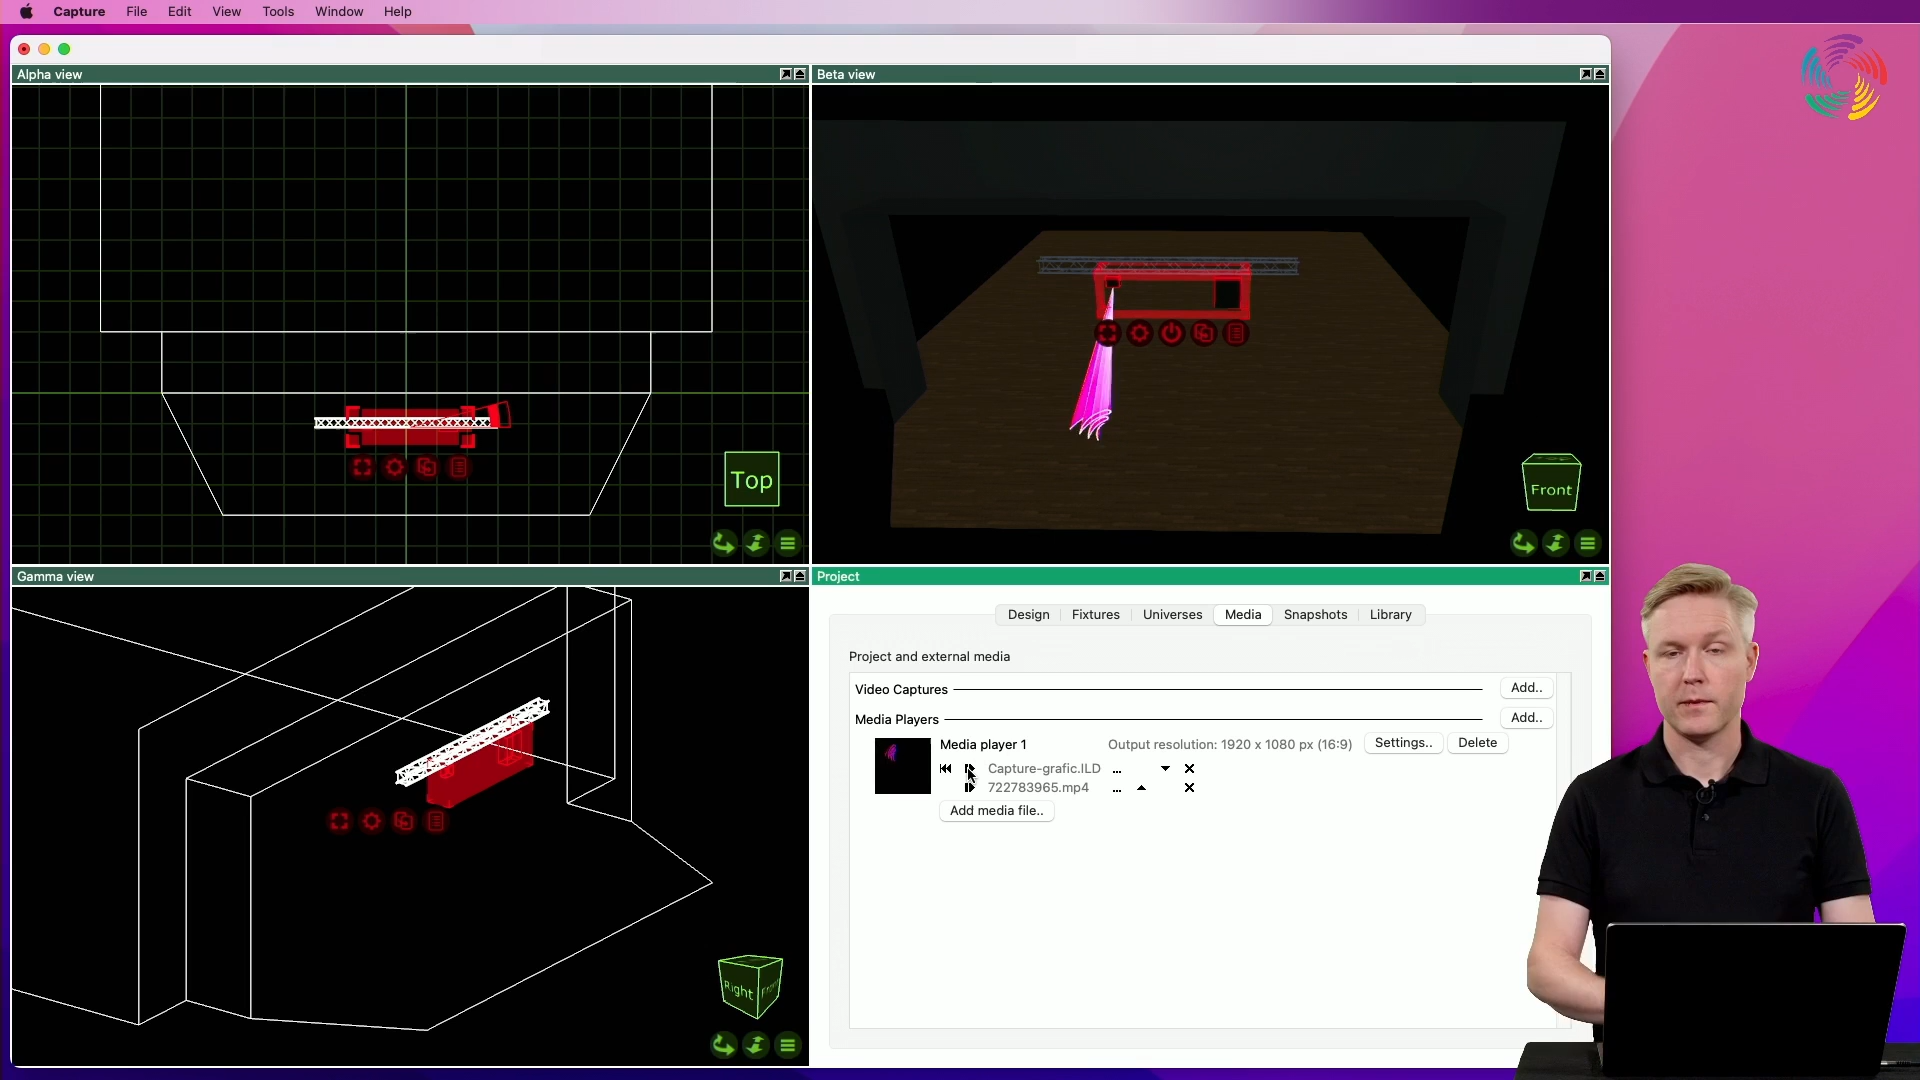 Capture File Edit View Tools Window Help
Alpha view
Beta view
Top
Front
Gamma view
Project
Design Fixtures Universes Media Snapshots Library
Project and external media
Video Captures Add..
Media Players Add..
Media player 1 Output resolution: 1920 x 1080 px (16:9) Settings.. Delete
Capture-grafic.ILD ...
722783965.mp4 ...
Add media file..
Right Front